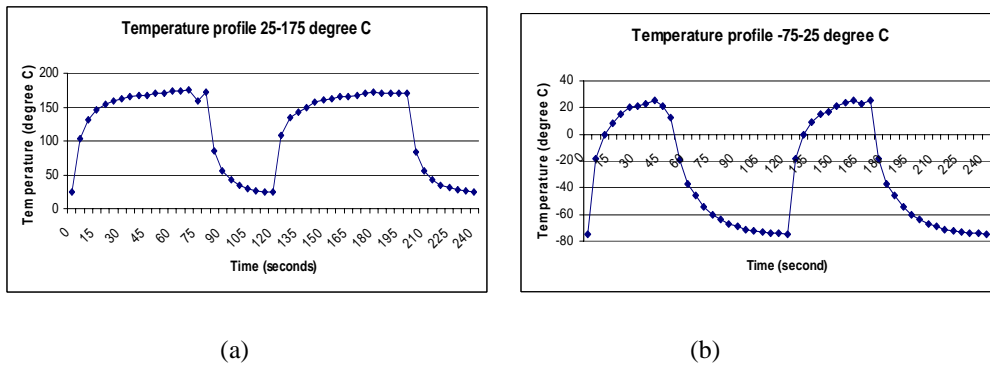 Temperature profile 25-175 degree C
Temperature (degree C)
200
150
100
50
0
0 15 30 45 60 75 90 105 120 135 150 165 180 195 210 225 240
Time (seconds)
(a)
Temperature profile -75-25 degree C
Temperature (degree C)
40
20
0
-20
-40
-60
-80
0 15 30 45 60 75 90 105 120 135 150 165 180 195 210 225 240
Time (second)
(b)